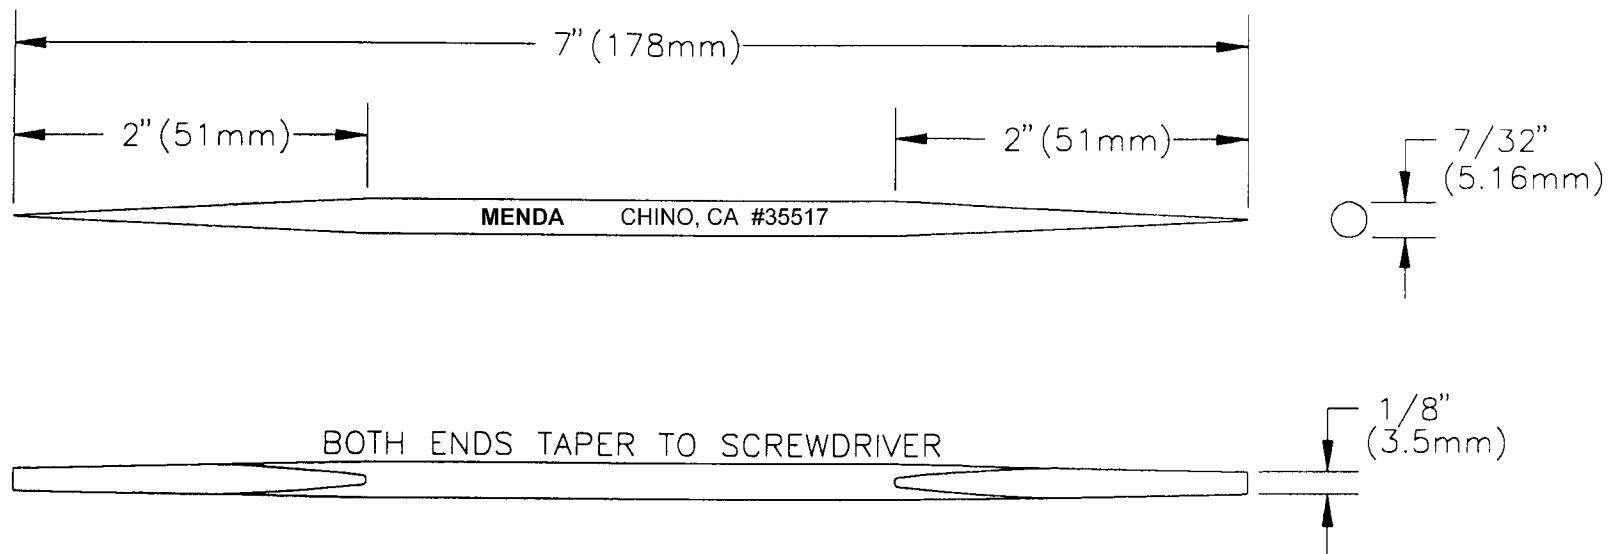 7"(178mm)
2"(51mm)
2"(51mm)
7/32"
(5.16mm)
MENDA CHINO, CA #35517
1/8"
(3.5mm)
BOTH ENDS TAPER TO SCREWDRIVER